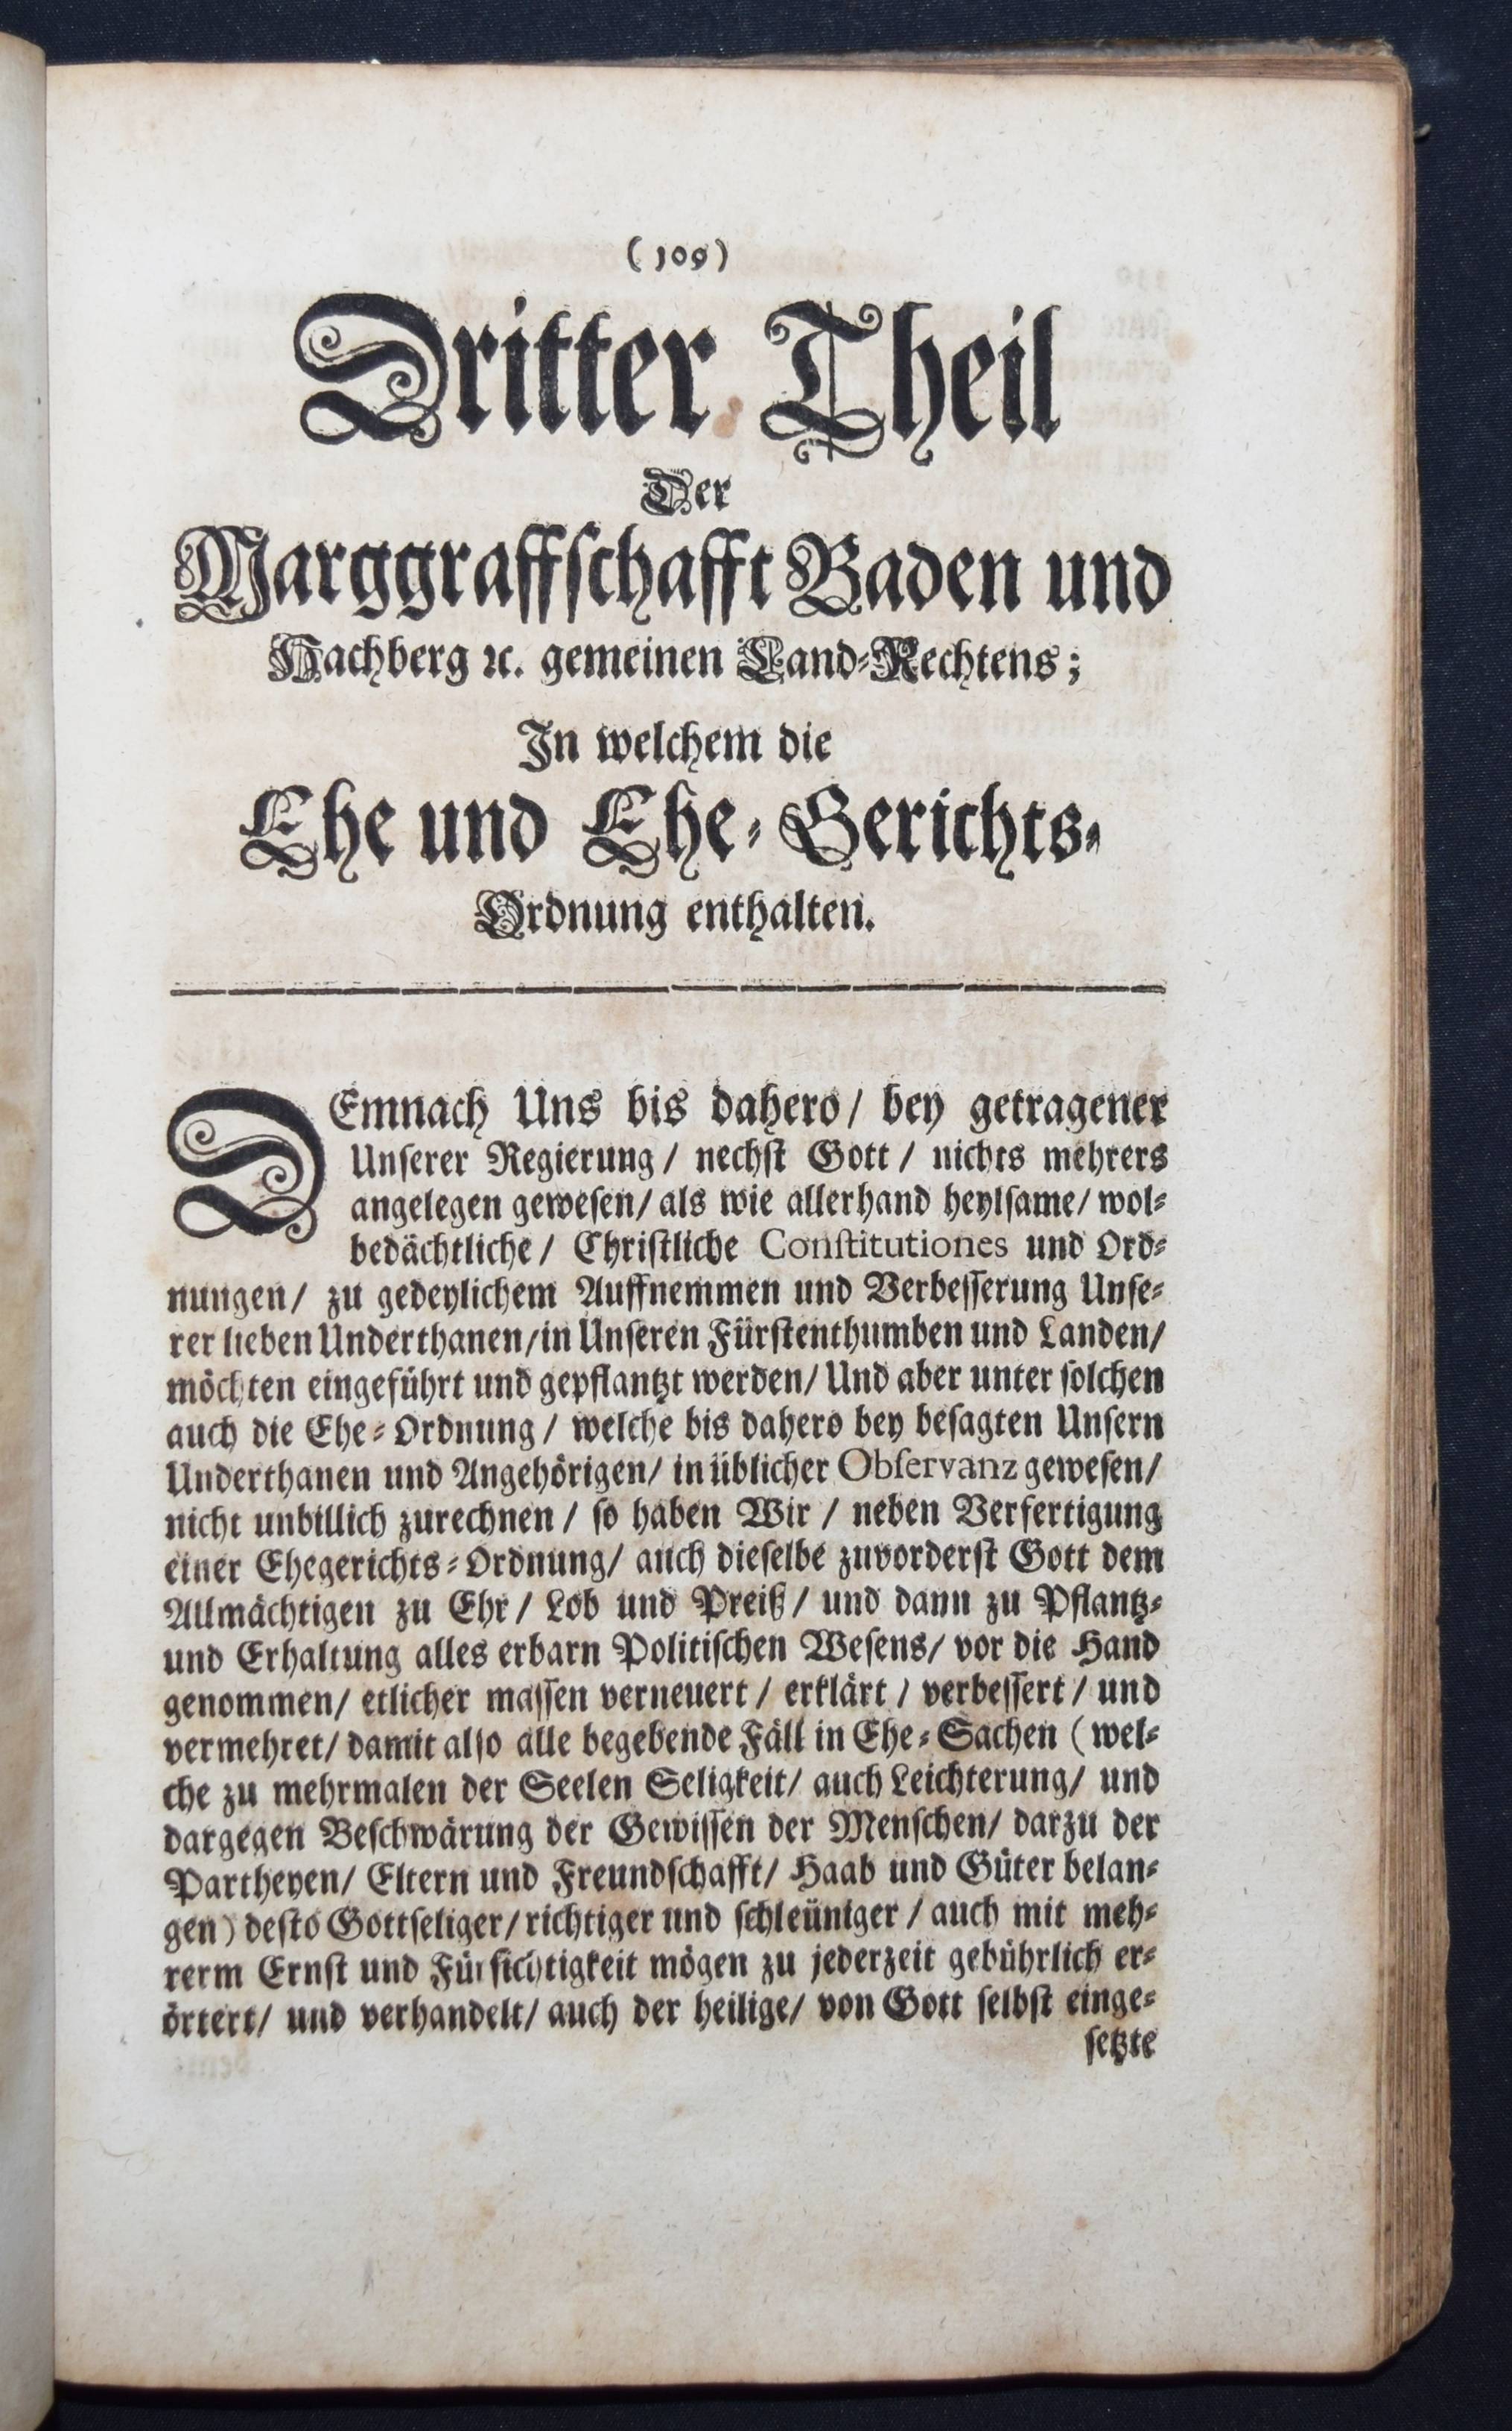 (109)
Dritter Theil
Der
Marggraffschafft Baden und
Hachberg ꝛc. gemeinen Land-Rechtens;
In welchem die
Ehe und Ehe-Gerichts-
Ordnung enthalten.
DEmnach Uns bis dahero/ bey getragener
Unserer Regierung/ nechst Gott/ nichts mehrers
angelegen gewesen/ als wie allerhand heylsame/ wol-
bedächtliche/ Christliche Constitutiones und Ord-
nungen/ zu gedeylichem Auffnemmen und Verbesserung Unse-
rer lieben Underthanen/ in Unseren Fürstenthumben und Landen/
möchten eingeführt und gepflantzt werden/ Und aber unter solchen
auch die Ehe-Ordnung/ welche bis dahero bey besagten Unsern
Underthanen und Angehörigen/ in üblicher Observanz gewesen/
nicht unbillich zurechnen/ so haben Wir/ neben Verfertigung
einer Ehegerichts-Ordnung/ auch dieselbe zuvorderst Gott dem
Allmächtigen zu Ehr/ Lob und Preiß/ und dann zu Pflantz-
und Erhaltung alles erbarn Politischen Wesens/ vor die Hand
genommen/ etlicher massen verneuert/ erklärt/ verbessert/ und
vermehret/ damit also alle begebende Fäll in Ehe-Sachen (wel-
che zu mehrmalen der Seelen Seligkeit/ auch Leichterung/ und
dargegen Beschwärung der Gewissen der Menschen/ darzu der
Partheyen/ Eltern und Freundschafft/ Haab und Güter belan-
gen) desto Gottseliger/ richtiger und schleüniger/ auch mit meh-
rerm Ernst und Fürsichtigkeit mögen zu jederzeit gebührlich er-
örtert/ und verhandelt/ auch der heilige/ von Gott selbst einge-
setzte